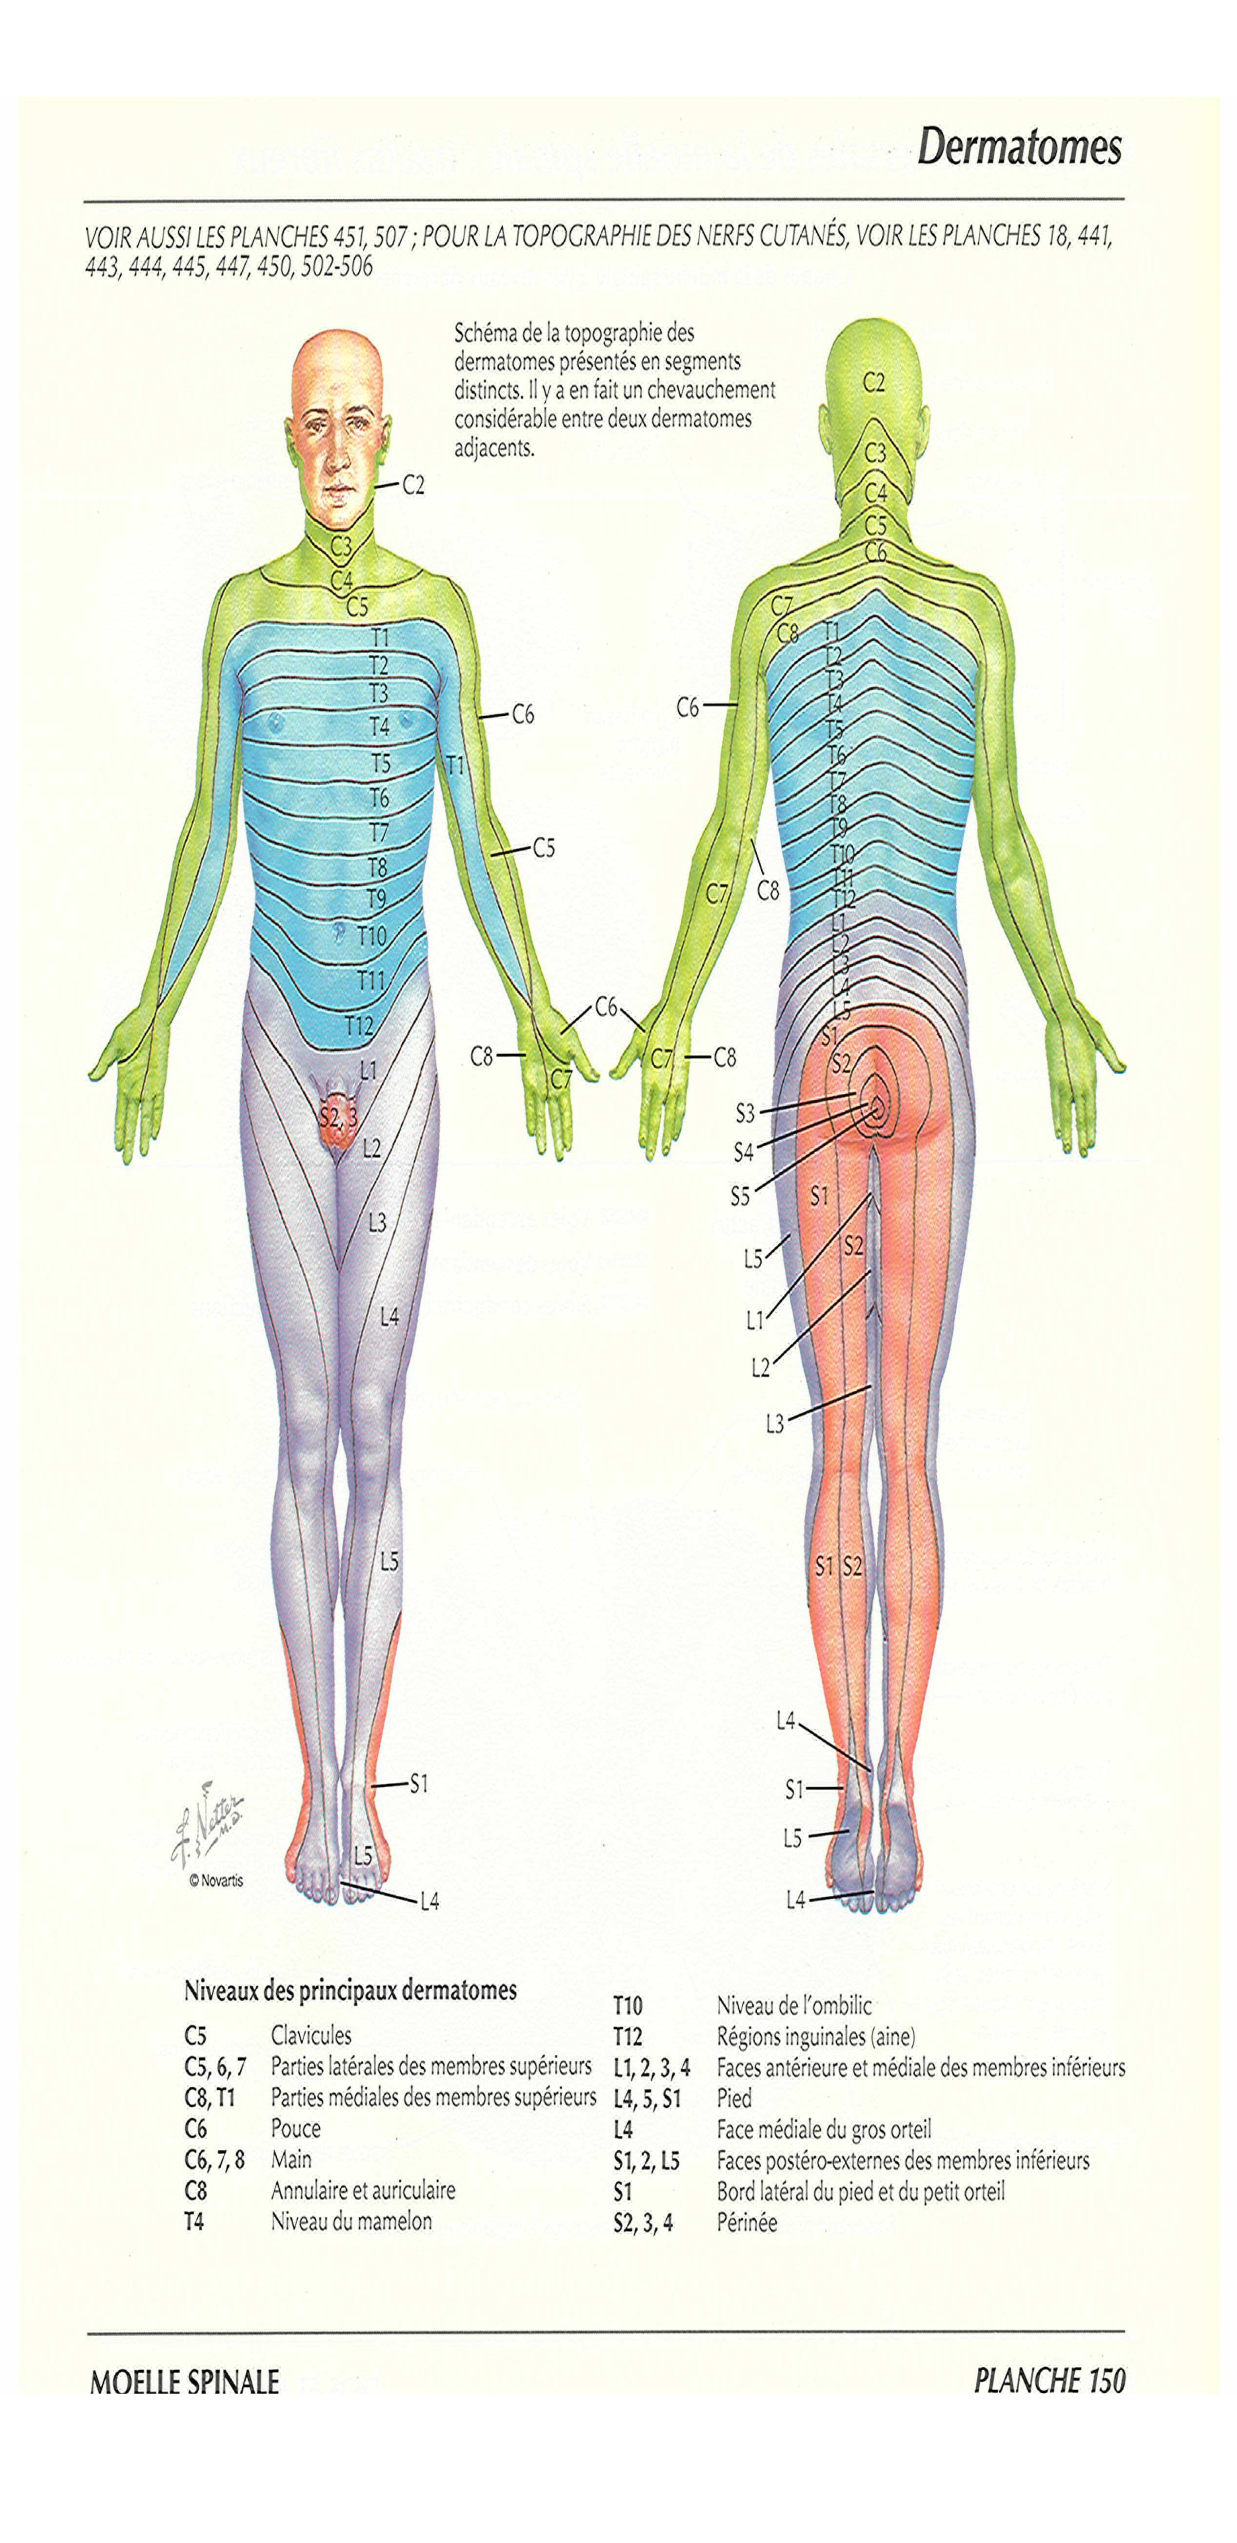 Dermatomes
VOIR AUSSI LES PLANCHES 451, 507 ; POUR LA TOPOGRAPHIE DES NERFS CUTANÉS, VOIR LES PLANCHES 18, 441,
443, 444, 445, 447, 450, 502-506
Schéma de la topographie des
dermatomes présentés en segments
distincts. Il y a en fait un chevauchement
considérable entre deux dermatomes
adjacents.
C2
C3
C4
C5
T1
T2
T3
T4
T5
T6
T7
T8
T9
T10
T11
T12
L1
S2, 3
L2
L3
L4
L5
S1
L5
L4
T1
C6
C5
C6
C8
C7
C2
C3
C4
C5
C6
C7
C8
T1
T2
T3
T4
T5
T6
T7
T8
T9
T10
T11
T12
L1
L2
L3
L4
L5
S1
S2
C6
C7
C8
C7
C8
S3
S4
S5
S1
S2
L5
L1
L2
L3
S1
S2
L4
S1
L5
L4
F. Netter
M.D.
© Novartis
Niveaux des principaux dermatomes
C5 Clavicules
C5, 6, 7 Parties latérales des membres supérieurs
C8, T1 Parties médiales des membres supérieurs
C6 Pouce
C6, 7, 8 Main
C8 Annulaire et auriculaire
T4 Niveau du mamelon
T10 Niveau de l'ombilic
T12 Régions inguinales (aine)
L1, 2, 3, 4 Faces antérieure et médiale des membres inférieurs
L4, 5, S1 Pied
L4 Face médiale du gros orteil
S1, 2, L5 Faces postéro-externes des membres inférieurs
S1 Bord latéral du pied et du petit orteil
S2, 3, 4 Périnée
MOELLE SPINALE
PLANCHE 150